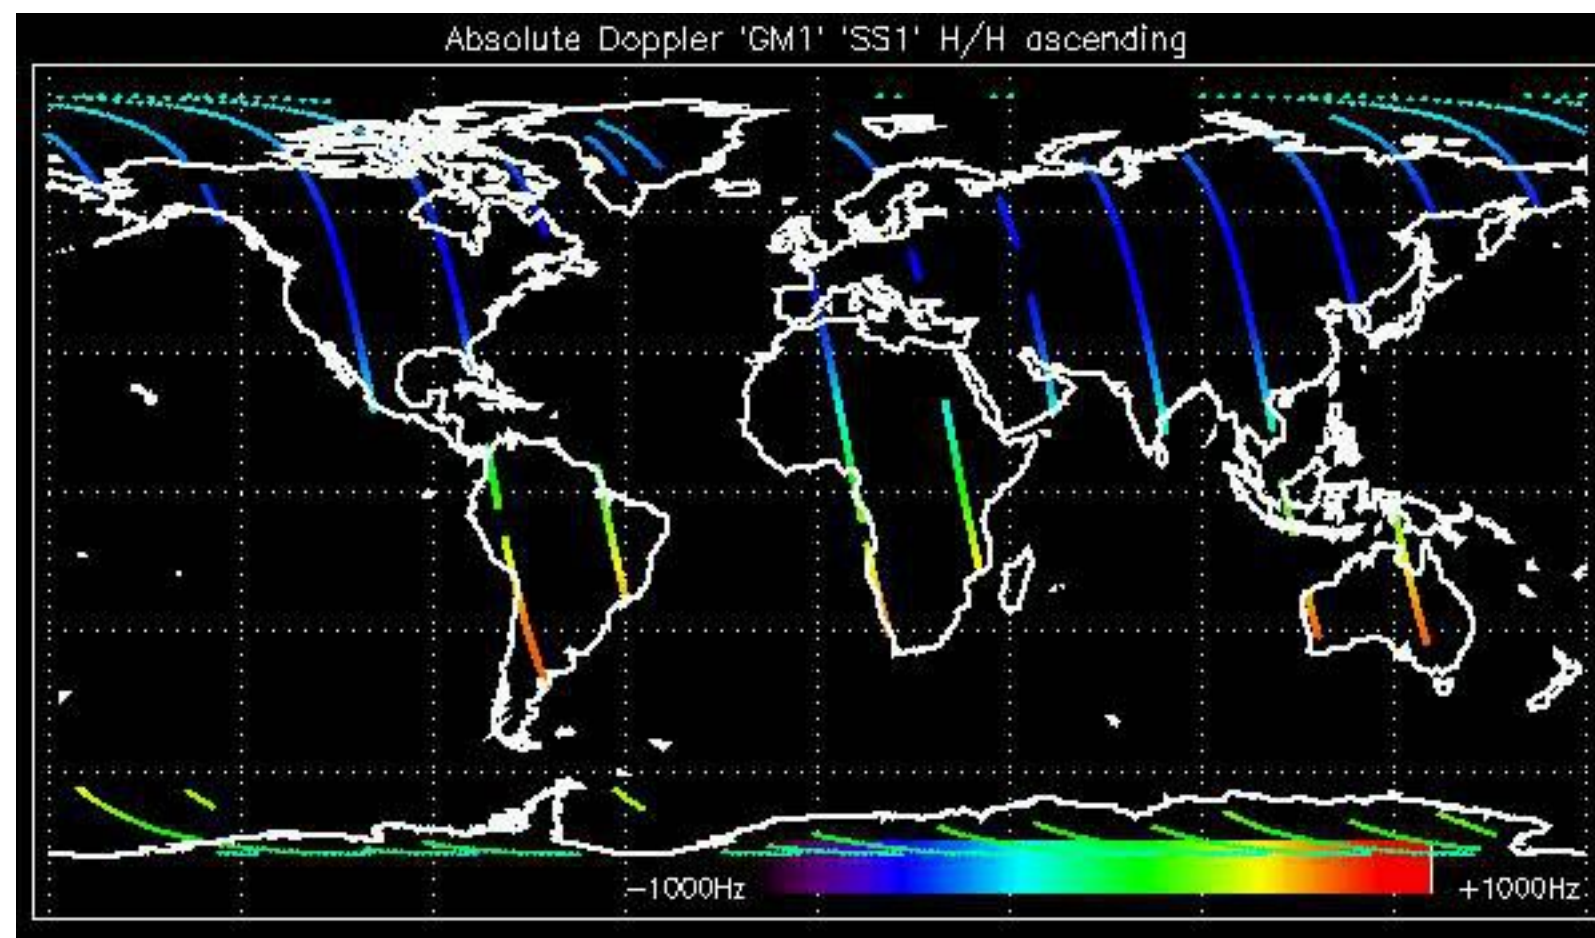 Absolute Doppler 'GM1' 'SS1' H/H ascending
−1000Hz +1000Hz